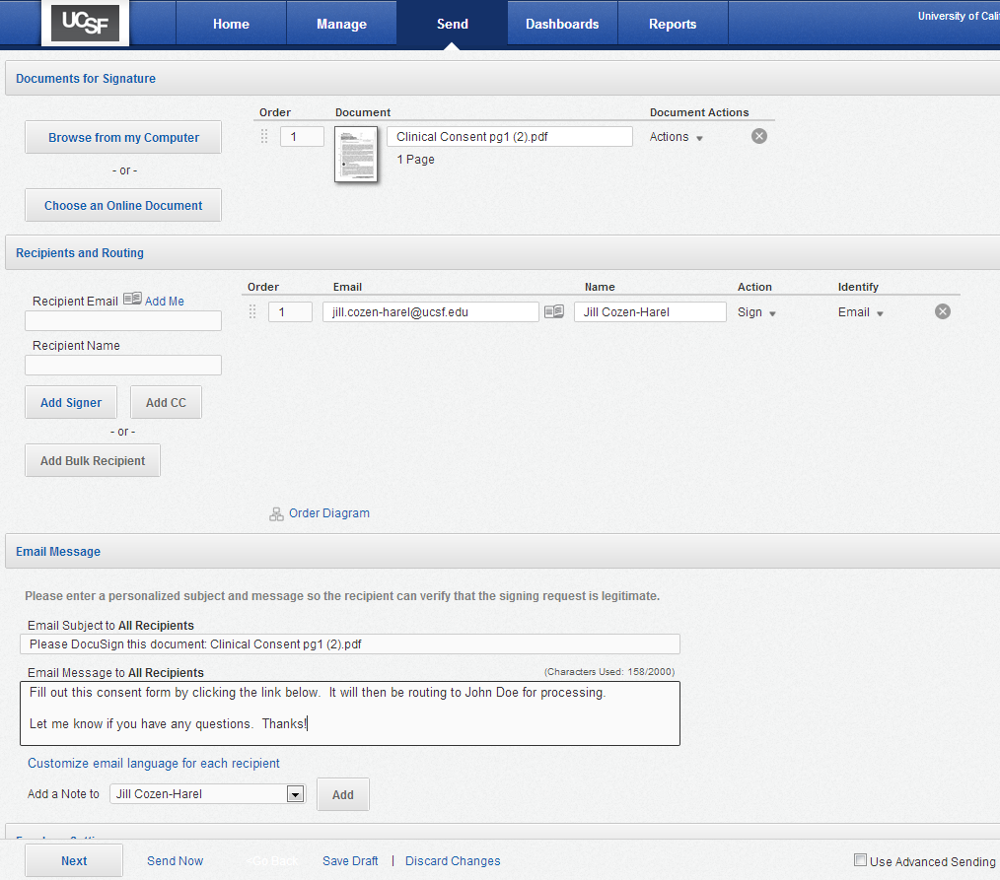 UCSF
Home
Manage
Send
Dashboards
Reports
University of Calif
Documents for Signature
Order
Document
Document Actions
Browse from my Computer
1
Clinical Consent pg1 (2).pdf
Actions
1 Page
- or -
Choose an Online Document
Recipients and Routing
Recipient Email
Add Me
Order
Email
Name
Action
Identify
1
jill.cozen-harel@ucsf.edu
Jill Cozen-Harel
Sign
Email
Recipient Name
Add Signer
Add CC
- or -
Add Bulk Recipient
Order Diagram
Email Message
Please enter a personalized subject and message so the recipient can verify that the signing request is legitimate.
Email Subject to All Recipients
Please DocuSign this document: Clinical Consent pg1 (2).pdf
Email Message to All Recipients
(Characters Used: 158/2000)
Fill out this consent form by clicking the link below.  It will then be routing to John Doe for processing.
Let me know if you have any questions.  Thanks!
Customize email language for each recipient
Add a Note to
Jill Cozen-Harel
Add
Next
Send Now
Go Back
Save Draft
|
Discard Changes
Use Advanced Sending